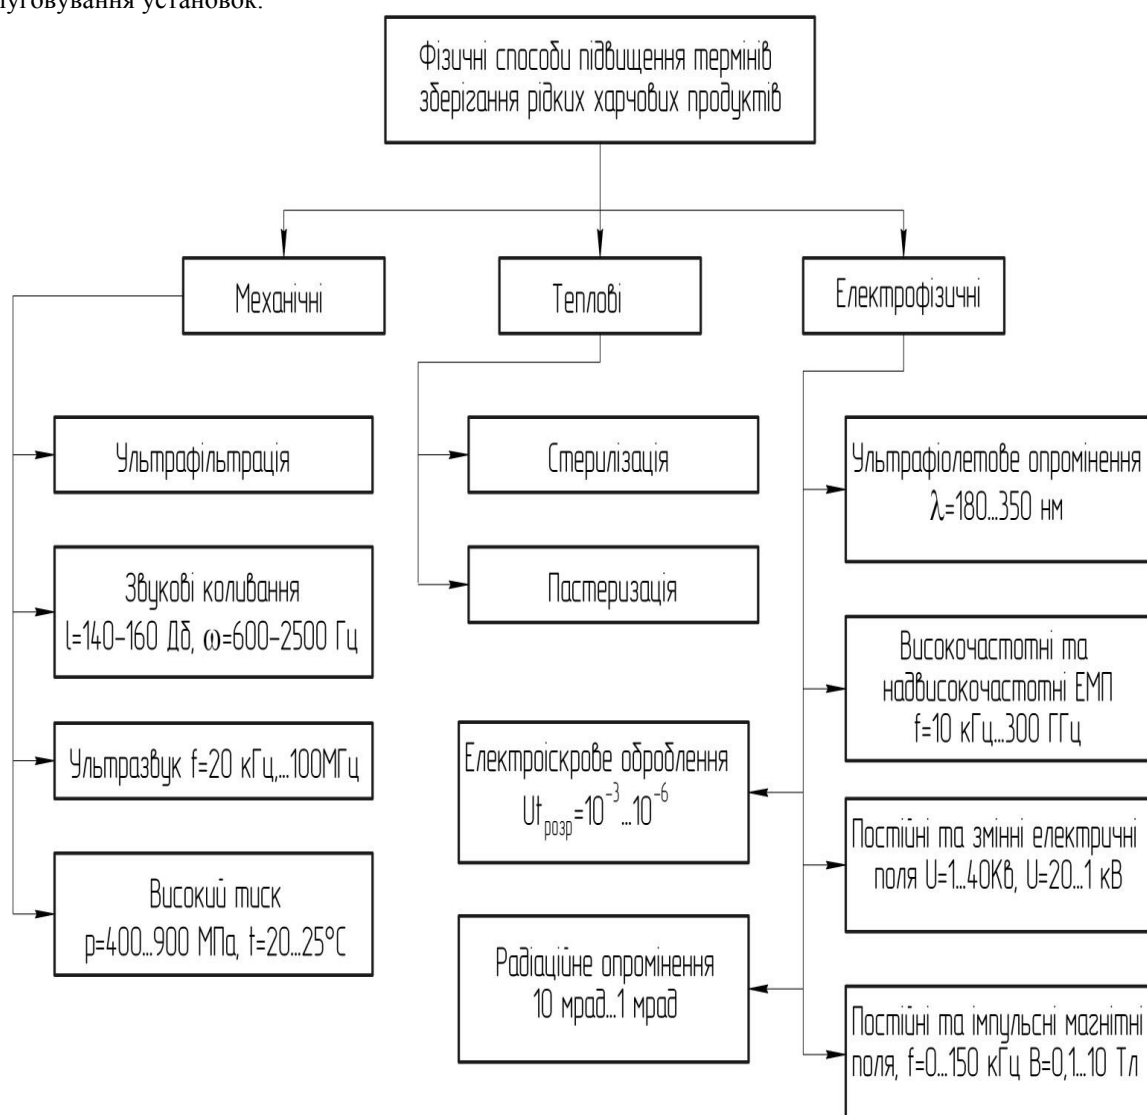 луговування установок.
Фізичні способи підвищення термінів
зберігання рідких харчових продуктів
Механічні
Теплові
Електрофізичні
Ультрафільтрація
Звукові коливання
l=140-160 Дб, ω=600-2500 Гц
Ультразвук f=20 кГц,...100МГц
Високий тиск
p=400...900 МПа, t=20...25°C
Стерилізація
Пастеризація
Електроіскрове оброблення
Ut розр=10⁻³...10⁻⁶
Радіаційне опромінення
10 мрад...1 мрад
Ультрафіолетове опромінення
λ=180...350 нм
Високочастотні та
надвисокочастотні ЕМП
f=10 кГц...300 ГГц
Постійні та змінні електричні
поля U=1...40Кв, U=20...1 кВ
Постійні та імпульсні магнітні
поля, f=0...150 кГц B=0,1...10 Тл